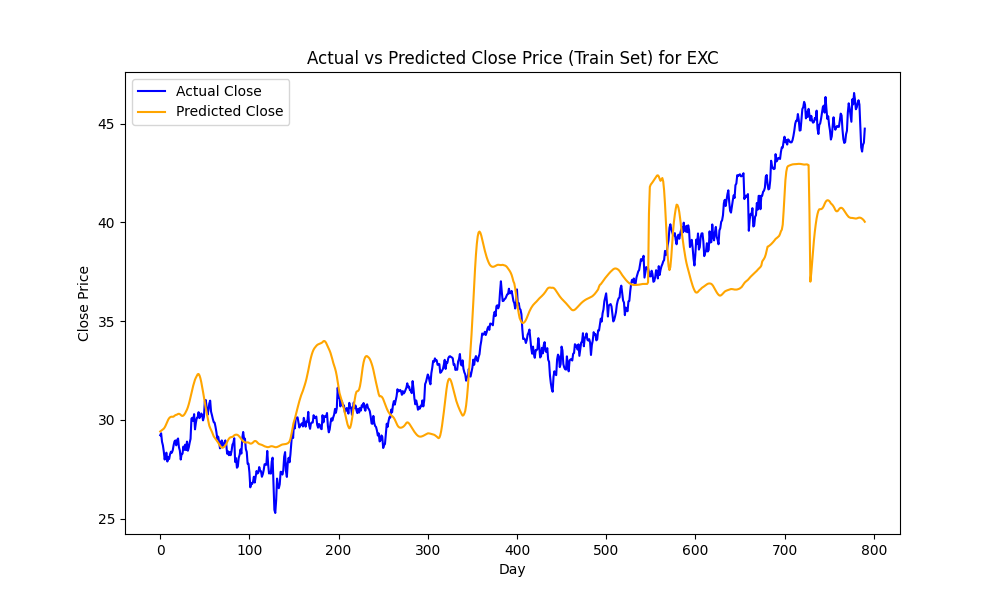 Actual vs Predicted Close Price (Train Set) for EXC
Actual Close
Predicted Close
Close Price
45
40
35
30
25
0 100 200 300 400 500 600 700 800
Day